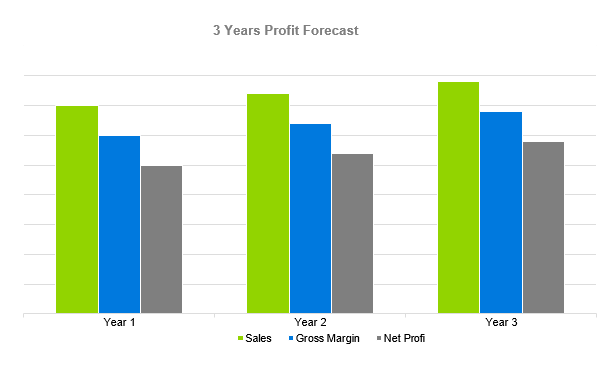 3 Years Profit Forecast
Year 1 Year 2 Year 3
Sales Gross Margin Net Profi